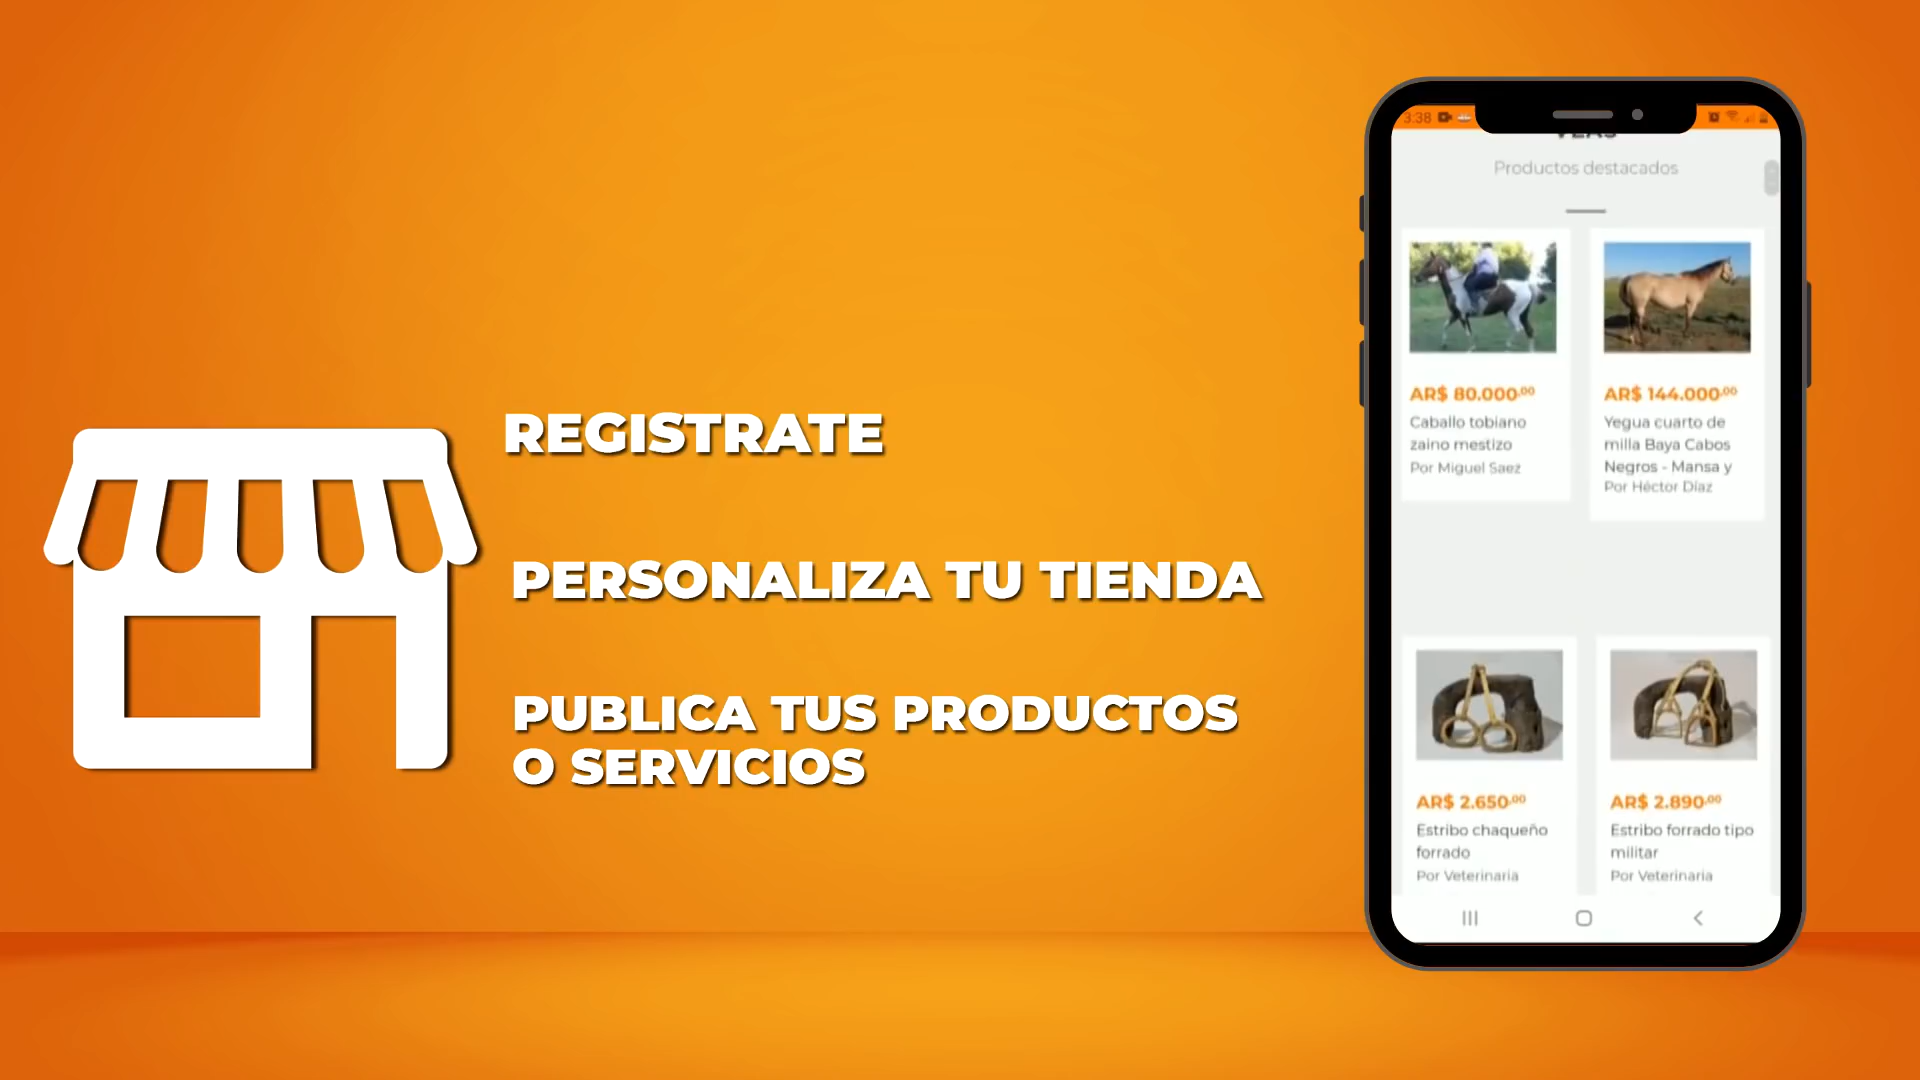 REGISTRATE
PERSONALIZA TU TIENDA
PUBLICA TUS PRODUCTOS
O SERVICIOS
3:38
Productos destacados
AR$ 80.000,00
Caballo tobiano
zaino mestizo
Por Miguel Saez
AR$ 144.000,00
Yegua cuarto de
milla Baya Cabos
Negros - Mansa y
Por Héctor Díaz
AR$ 2.650,00
Estribo chaqueño
forrado
Por Veterinaria
AR$ 2.890,00
Estribo forrado tipo
militar
Por Veterinaria